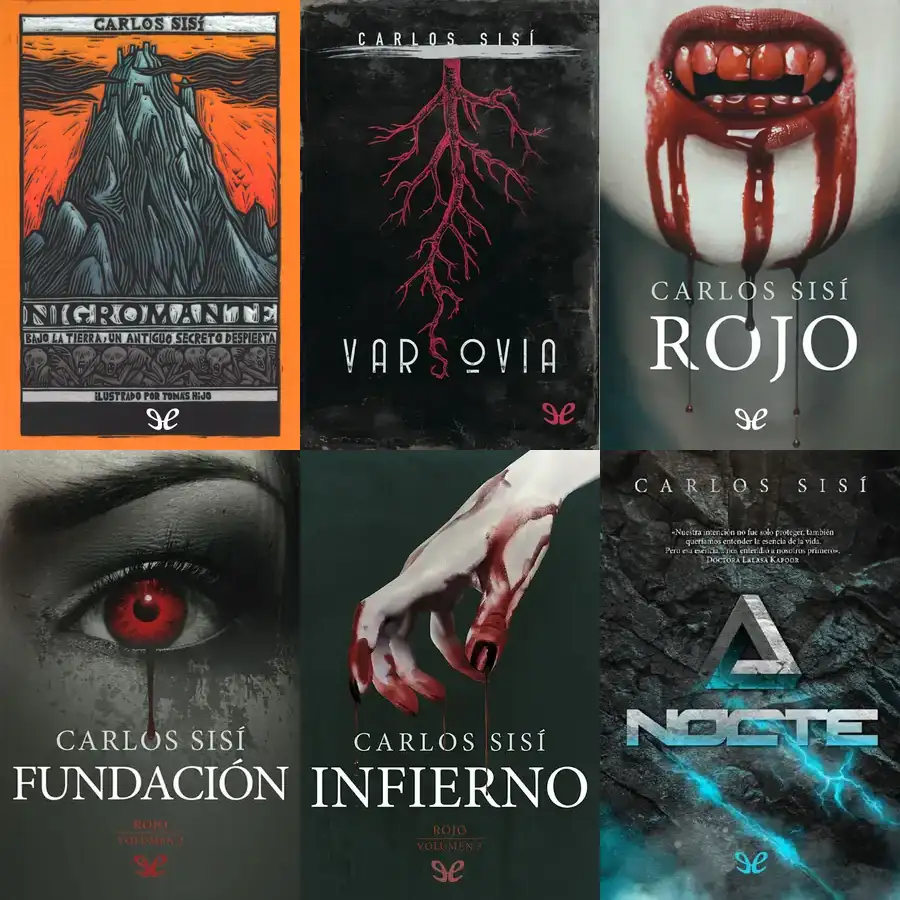 CARLOS SISÍ
NIGROMANTE
BAJO LA TIERRA, UN ANTIGUO SECRETO DESPIERTA
ILUSTRADO POR TOMÁS HIJO
CARLOS SISÍ
VARSOVIA
CARLOS SISÍ
ROJO
CARLOS SISÍ
FUNDACIÓN
ROJO
VOLUMEN 2
CARLOS SISÍ
INFIERNO
ROJO
VOLUMEN 3
CARLOS SISÍ
«Nuestra intención no fue solo proteger, también
queríamos entender la esencia de la vida.
Pero esa esencia... nos entendió a nosotros primero».
DOCTORA LALASA KAPOOR
NOCTE